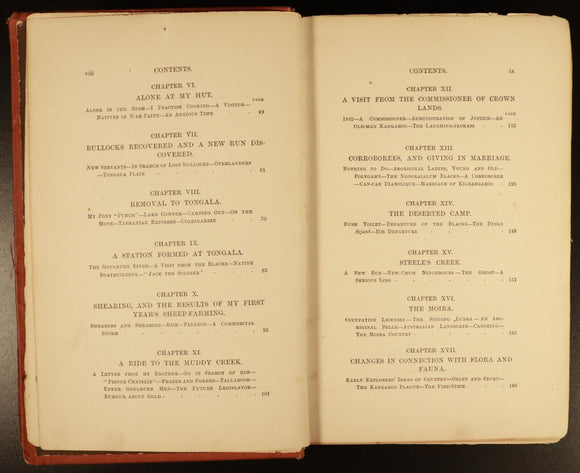 viii CONTENTS.
CHAPTER VI.
ALONE AT MY HUT.
PAGE
ALONE IN THE BUSH—I PRACTISE COOKING—A VISITOR—
NATIVES IN WAR-PAINT—AN ANXIOUS TIME 49
CHAPTER VII.
BULLOCKS RECOVERED AND A NEW RUN DIS-
COVERED.
NEW SERVANTS—IN SEARCH OF LOST BULLOCKS—OVERLANDERS
—TONGALA PLAIN 61
CHAPTER VIII.
REMOVAL TO TONGALA.
MY PONY "PUNCH"—LAKE COWPER—CAMPING OUT—ON THE
MOVE—TASMANIAN EXPIREES—COLBINABBIN 70
CHAPTER IX.
A STATION FORMED AT TONGALA.
THE GOULBURN RIVER—A VISIT FROM THE BLACKS—NATIVE
BOATBUILDING—"JACK THE SOLDIER." 83
CHAPTER X.
SHEARING, AND THE RESULTS OF MY FIRST
YEAR'S SHEEP-FARMING.
SHEARERS AND SHEARING—RUM—FINANCE—A COMMERCIAL
STORM 95
CHAPTER XI.
A RIDE TO THE MUDDY CREEK.
A LETTER FROM MY BROTHER—GO IN SEARCH OF HIM—
"PRINCE CHAIRLIE"—FRASER AND FORBES—TALLAROOK—
UPPER GOULBURN MEN—THE FUTURE LEGISLATOR—
RUMOUR ABOUT GOLD 101
CONTENTS. ix
CHAPTER XII.
A VISIT FROM THE COMMISSIONER OF CROWN
LANDS.
PAGE
1842—A COMMISSIONER—ADMINISTRATION OF JUSTICE—AN
OLD-MAN KANGAROO—THE LAUGHING-JACKASS 115
CHAPTER XIII.
CORROBOREES, AND GIVING IN MARRIAGE.
NOTHING TO DO—ABORIGINAL LADIES, YOUNG AND OLD—
POLYGAMY—THE NGOORAIALUM BLACKS—A CORROBOREE
—CAN-CAN DIABOLIQUE—MARRIAGE OF KILBANGAROO 125
CHAPTER XIV.
THE DESERTED CAMP.
BUSH TOILET—DEPARTURE OF THE BLACKS—THE DINGO
Spent—HIS DEPARTURE 148
CHAPTER XV.
STEELE'S CREEK.
A NEW RUN—NEW-CHUM NEIGHBOURS—THE GHOST—A
SERIOUS LOSS
CHAPTER XVI.
THE MOIRA.
OCCUPATION LICENSES—THE SINGING LUBRA—AN ABO-
RIGINAL BELLE—AUSTRALIAN LANDSCAPE—CANOEING—
THE MOIRA COUNTRY 165
CHAPTER XVII.
CHANGES IN CONNECTION WITH FLORA AND
FAUNA.
EARLY EXPLORERS' IDEAS OF COUNTRY—OXLEY AND STURT—
THE KANGAROO PLAGUE—THE FIRE-STICK 180